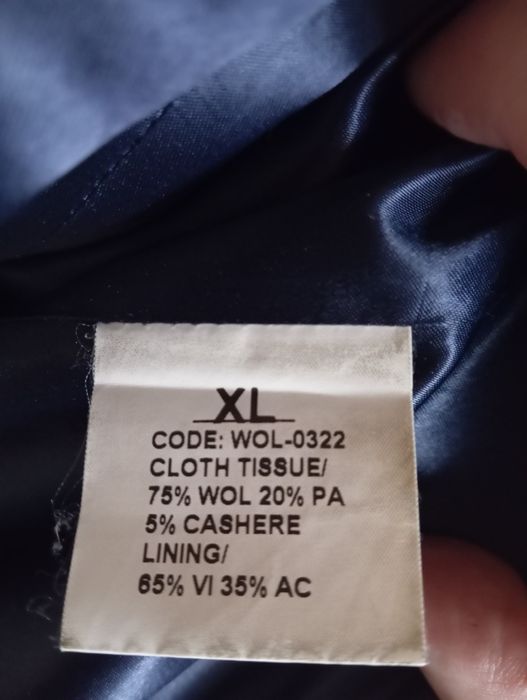 XL
CODE: WOL-0322
CLOTH TISSUE/
75% WOL 20% PA
5% CASHERE
LINING/
65% VI 35% AC